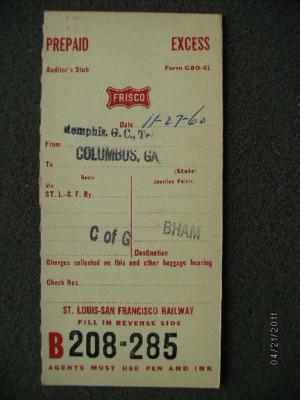 PREPAID EXCESS
Auditor's Stub Form GBO-41
FRISCO
Date 11-27-60
Memphis, G. C., Te
From
COLUMBUS, GA.
To (State)
Route Junction Points
Via
ST. L.-S. F. Ry.
C of G BHAM
Destination
Charges collected on this and other baggage bearing
Check Nos.
ST. LOUIS-SAN FRANCISCO RAILWAY
FILL IN REVERSE SIDE
B 208-285
AGENTS MUST USE PEN AND INK
04/21/2011